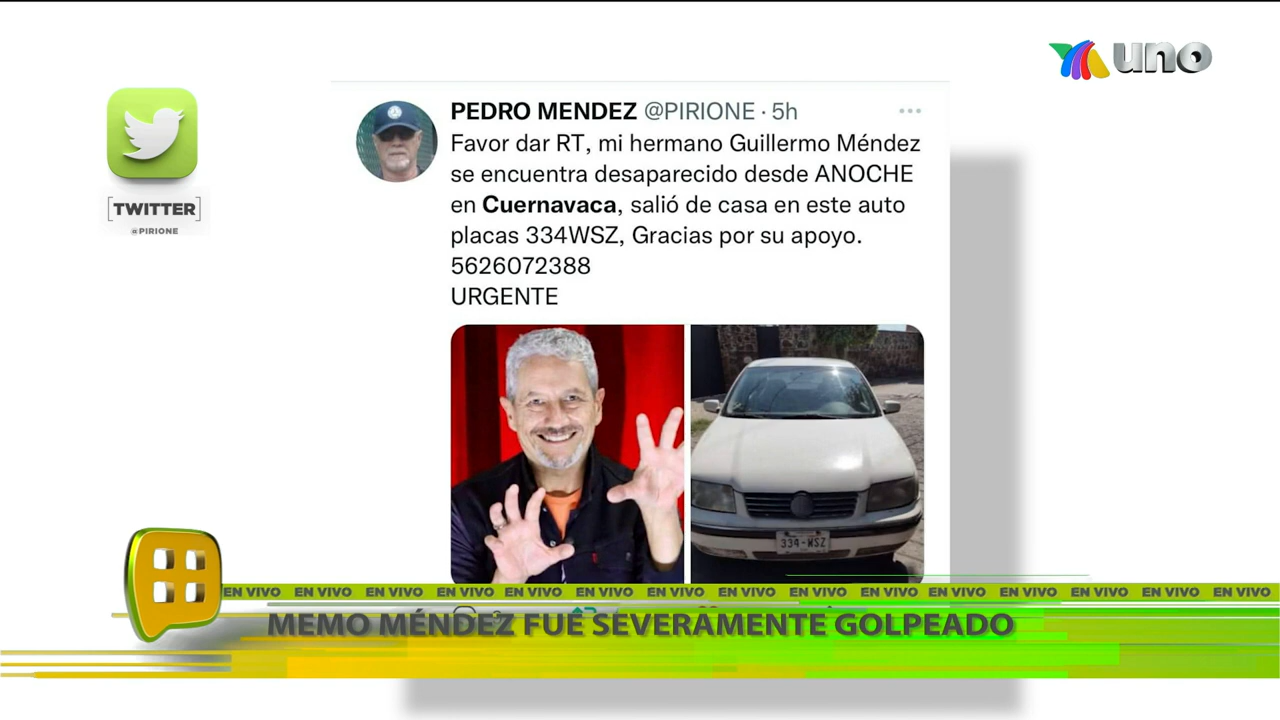 uno
[TWITTER]
@PIRIONE
PEDRO MENDEZ @PIRIONE · 5h
Favor dar RT, mi hermano Guillermo Méndez
se encuentra desaparecido desde ANOCHE
en Cuernavaca, salió de casa en este auto
placas 334WSZ, Gracias por su apoyo.
5626072388
URGENTE
334-WSZ
EN VIVO EN VIVO EN VIVO EN VIVO EN VIVO EN VIVO EN VIVO EN VIVO EN VIVO EN VIVO EN VIVO EN VIVO EN VIVO EN VIVO EN VIVO
MEMO MÉNDEZ FUE SEVERAMENTE GOLPEADO